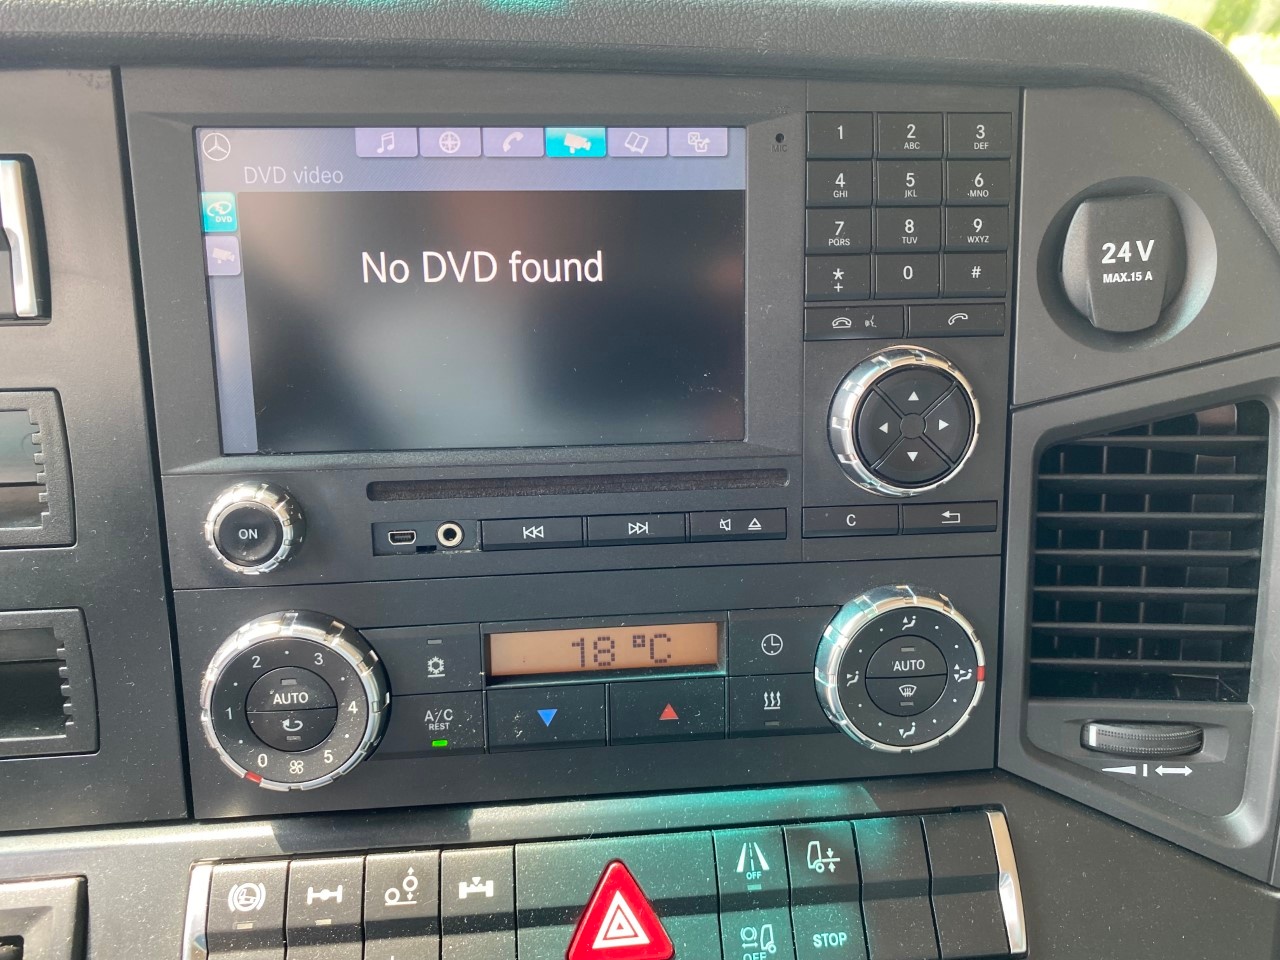 DVD video
DVD
No DVD found
MIC
1
2 ABC
3 DEF
4 GHI
5 JKL
6 MNO
7 PQRS
8 TUV
9 WXYZ
*
+
0
#
24 V
MAX.15 A
ON
C
18 °C
2
3
1
4
0
5
AUTO
A/C
REST
AUTO
OFF
OFF
STOP